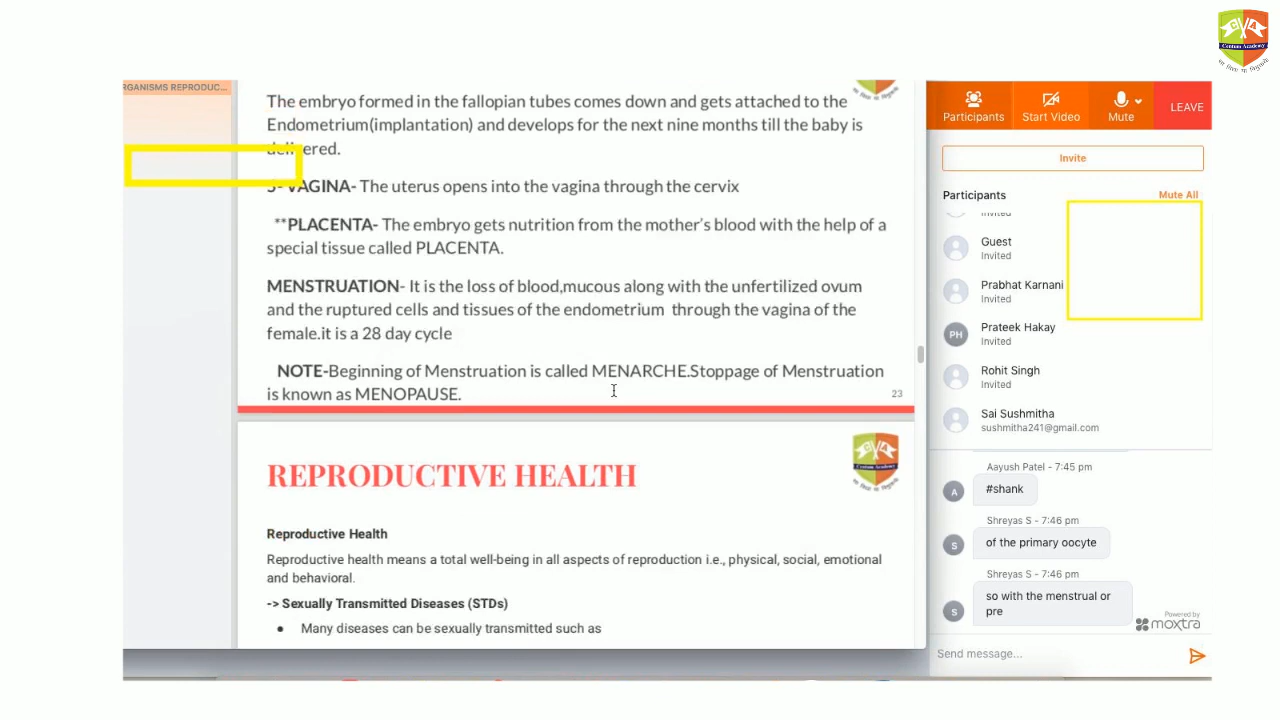 Centum Academy
RGANISMS REPRODUC...
The embryo formed in the fallopian tubes comes down and gets attached to the
Endometrium(implantation) and develops for the next nine months till the baby is
delivered.
5- VAGINA- The uterus opens into the vagina through the cervix
**PLACENTA- The embryo gets nutrition from the mother's blood with the help of a
special tissue called PLACENTA.
MENSTRUATION- It is the loss of blood,mucous along with the unfertilized ovum
and the ruptured cells and tissues of the endometrium through the vagina of the
female.it is a 28 day cycle
NOTE-Beginning of Menstruation is called MENARCHE.Stoppage of Menstruation
is known as MENOPAUSE.
23
REPRODUCTIVE HEALTH
Reproductive Health
Reproductive health means a total well-being in all aspects of reproduction i.e., physical, social, emotional
and behavioral.
-> Sexually Transmitted Diseases (STDs)
● Many diseases can be sexually transmitted such as
Participants
Start Video
Mute
LEAVE
Invite
Participants
Mute All
Invited
Guest
Invited
Prabhat Karnani
Invited
PH
Prateek Hakay
Invited
Rohit Singh
Invited
Sai Sushmitha
sushmitha241@gmail.com
Aayush Patel - 7:45 pm
A
#shank
Shreyas S - 7:46 pm
S
of the primary oocyte
Shreyas S - 7:46 pm
S
so with the menstrual or
pre
Powered by
moxtra
Send message...